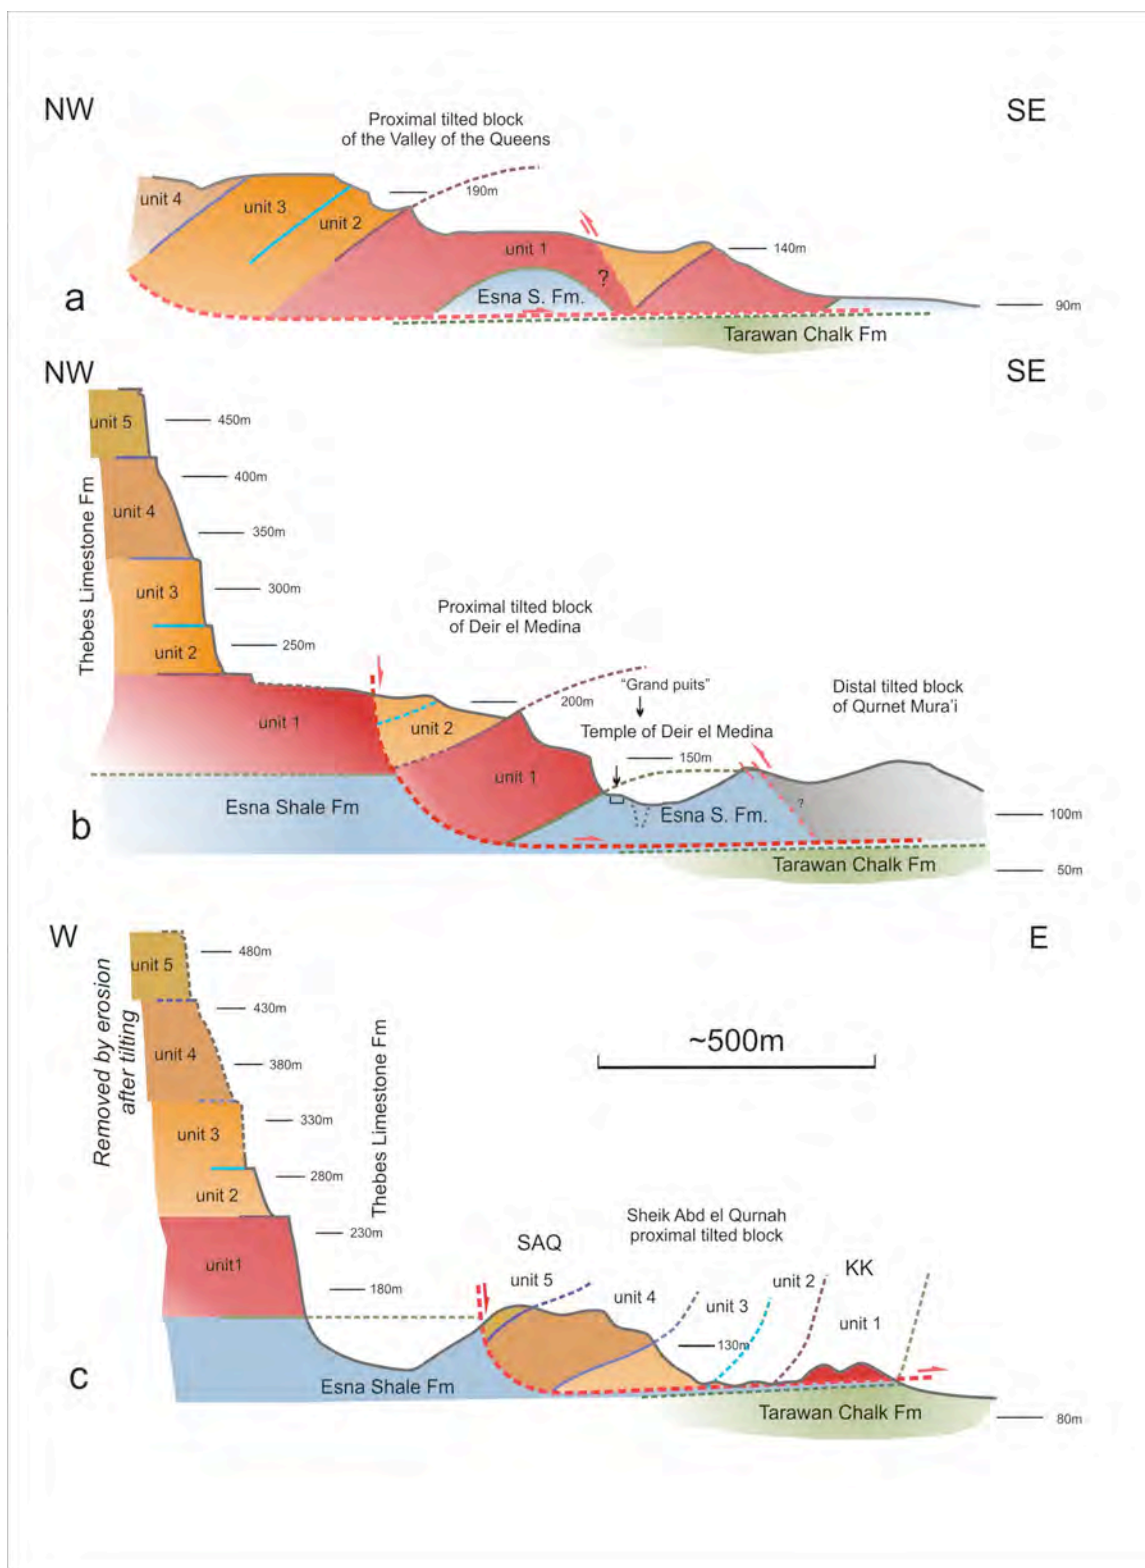 NW
SE
Proximal tilted block
of the Valley of the Queens
unit 4
unit 3
unit 2
190m
unit 1
140m
?
a
Esna S. Fm.
90m
Tarawan Chalk Fm
NW
SE
unit 5
450m
400m
Thebes Limestone Fm
unit 4
350m
unit 3
300m
Proximal tilted block
of Deir el Medina
250m
unit 2
"Grand puits"
Distal tilted block
of Qurnet Mura'i
200m
unit 1
unit 2
Temple of Deir el Medina
150m
unit 1
?
Esna Shale Fm
Esna S. Fm.
100m
b
Tarawan Chalk Fm
50m
W
E
unit 5
480m
Removed by erosion
after tilting
430m
~500m
unit 4
380m
Thebes Limestone Fm
330m
unit 3
280m
unit 2
Sheik Abd el Qurnah
proximal tilted block
230m
SAQ
unit1
KK
unit 5
unit 2
180m
unit 4
unit 3
unit 1
130m
c
Esna Shale Fm
Tarawan Chalk Fm
80m